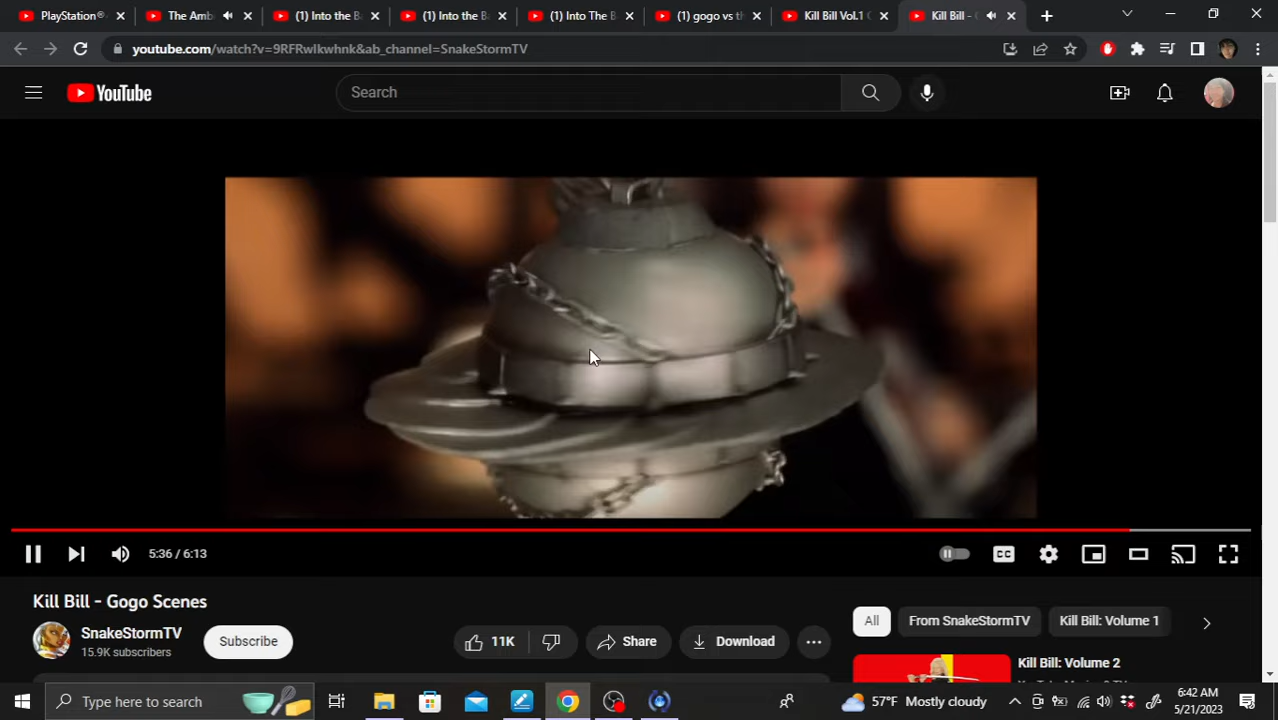 PlayStation®
The Amb
(1) Into the Ba
(1) Into the B
(1) Into The B
(1) gogo vs th
Kill Bill Vol.1
Kill Bill - G
youtube.com/watch?v=9RFRwlkwhnk&ab_channel=SnakeStormTV
YouTube
Search
5:36 / 6:13
CC
Kill Bill - Gogo Scenes
SnakeStormTV
15.9K subscribers
Subscribe
11K
Share
Download
All
From SnakeStormTV
Kill Bill: Volume 1
Kill Bill: Volume 2
Type here to search
57°F Mostly cloudy
6:42 AM
5/21/2023